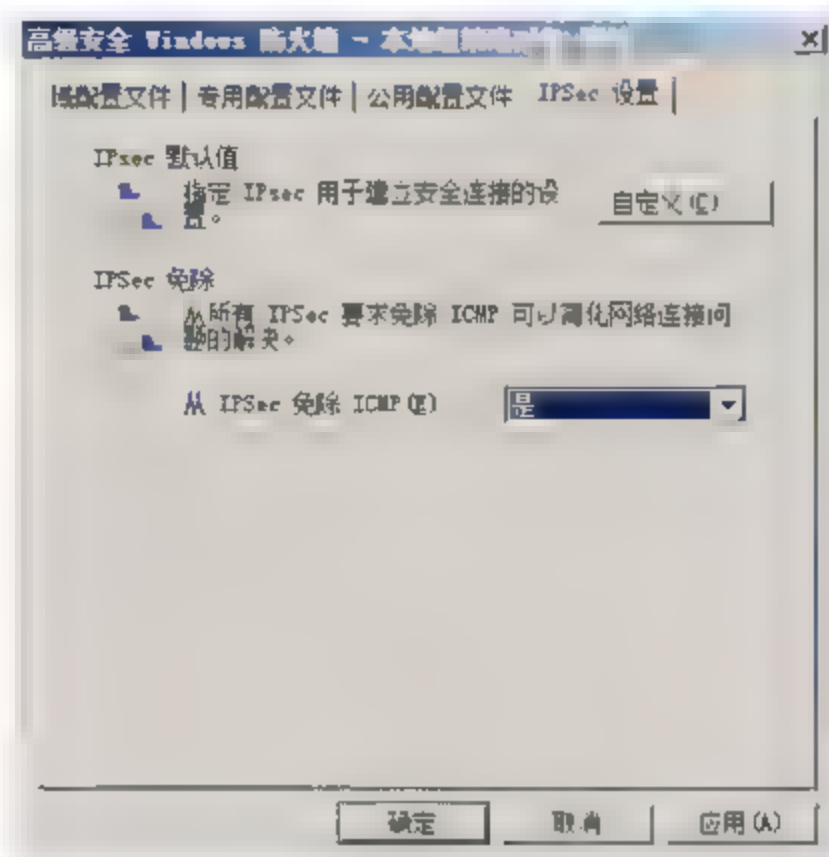 高级安全 Windows 防火墙 - 本地组
域配置文件 专用配置文件 公用配置文件 IPSec 设置
IPsec 默认值
指定 IPsec 用于建立安全连接的设
置。
自定义(C)
IPSec 免除
从所有 IPSec 要求免除 ICMP 可以简化网络连接问
题的解决。
从 IPSec 免除 ICMP(E)
是
确定 取消 应用(A)